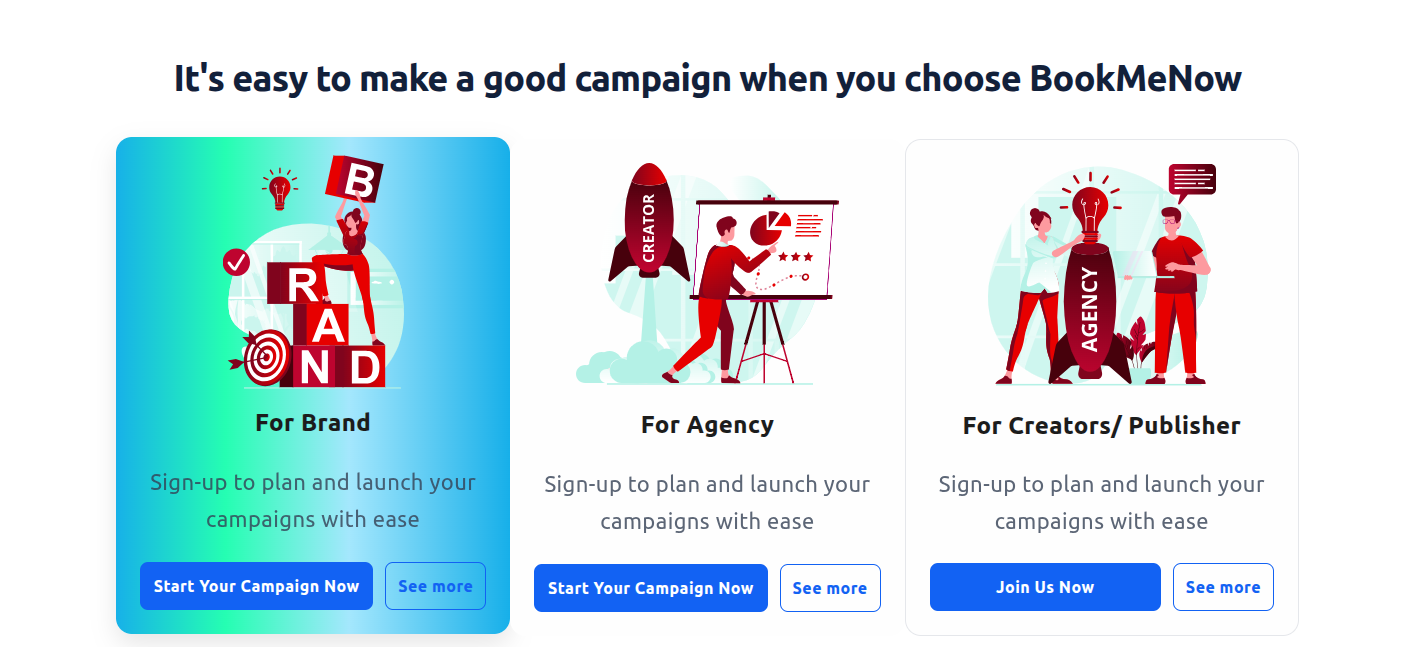 It's easy to make a good campaign when you choose BookMeNow
B
R
A
N D
For Brand
Sign-up to plan and launch your
campaigns with ease
Start Your Campaign Now
See more
CREATOR
For Agency
Sign-up to plan and launch your
campaigns with ease
Start Your Campaign Now
See more
AGENCY
For Creators/ Publisher
Sign-up to plan and launch your
campaigns with ease
Join Us Now
See more